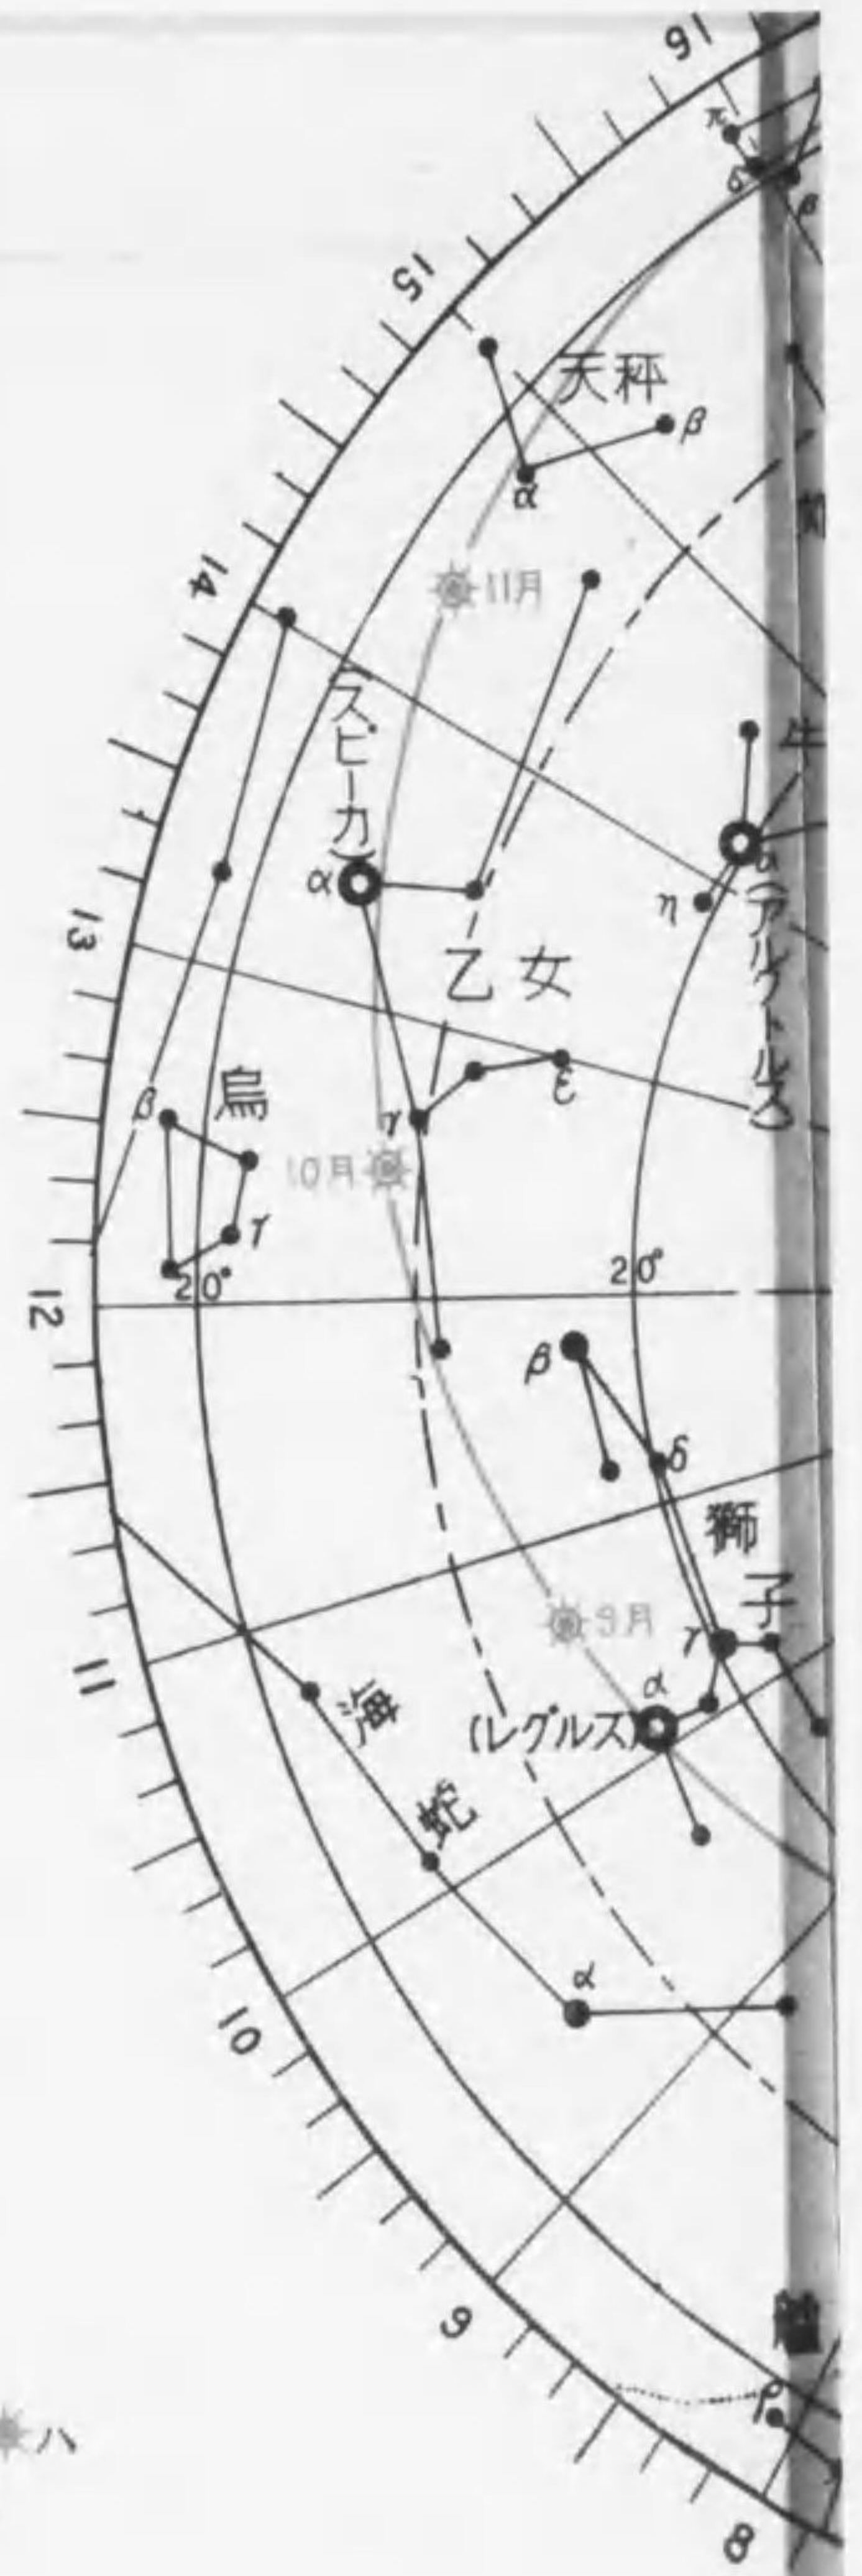 16
π
δ
β
15
天秤
β
α
14
11月
(スピーカ)
α
牛
α
(アルクトルス)
η
13
乙女
ε
γ
烏
β
γ
10月
20°
20°
12
β
δ
獅子
γ
9月
α
(レグルス)
11
海蛇
α
10
9
ρ
8
ハ